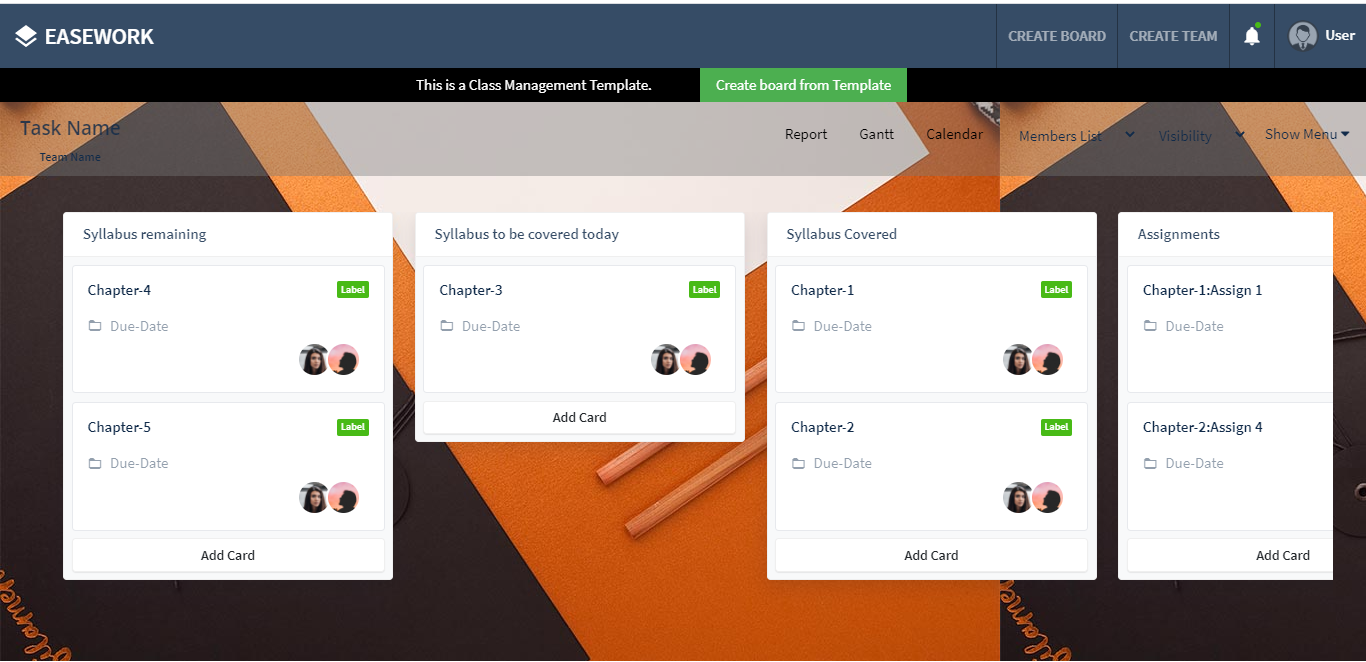 EASEWORK
CREATE BOARD
CREATE TEAM
User
This is a Class Management Template.
Create board from Template
Task Name
Team Name
Report
Gantt
Calendar
Members List
Visibility
Show Menu
Syllabus remaining
Chapter-4
Label
Due-Date
Chapter-5
Label
Due-Date
Add Card
Syllabus to be covered today
Chapter-3
Label
Due-Date
Add Card
Syllabus Covered
Chapter-1
Label
Due-Date
Chapter-2
Label
Due-Date
Add Card
Assignments
Chapter-1:Assign 1
Due-Date
Chapter-2:Assign 4
Due-Date
Add Card